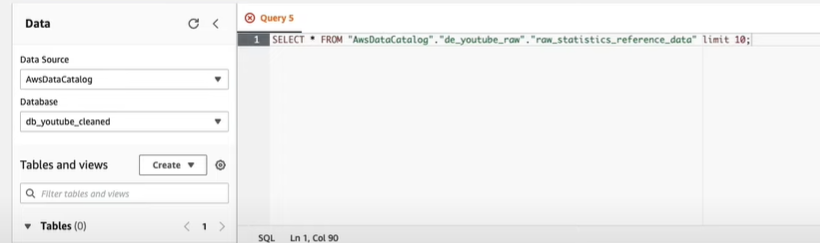 Data
Data Source
AwsDataCatalog
Database
db_youtube_cleaned
Tables and views
Create
Filter tables and views
Tables (0)
1
Query 5
1 SELECT * FROM "AwsDataCatalog"."de_youtube_raw"."raw_statistics_reference_data" limit 10;
SQL Ln 1, Col 90